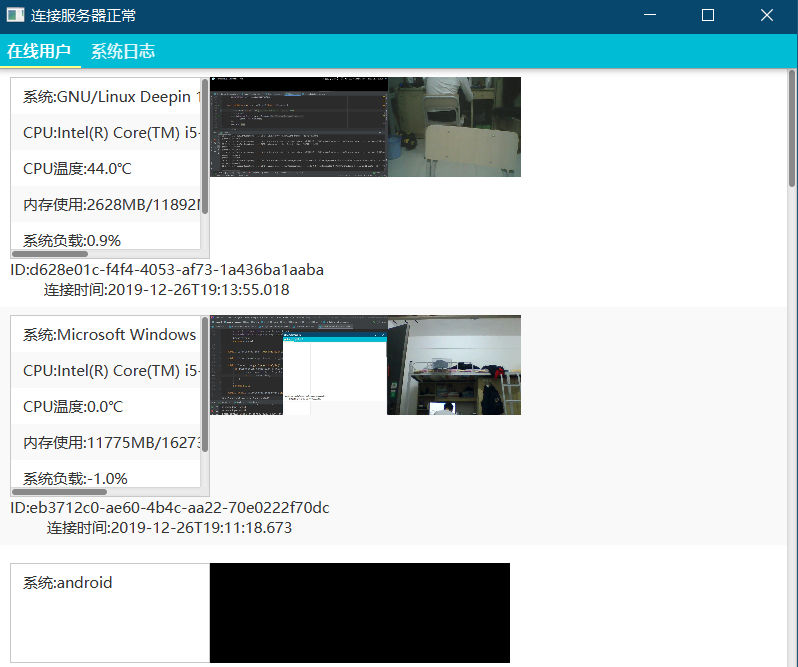 连接服务器正常
在线用户 系统日志
系统:GNU/Linux Deepin
CPU:Intel(R) Core(TM) i5-
CPU温度:44.0℃
内存使用:2628MB/11892
系统负载:0.9%
ID:d628e01c-f4f4-4053-af73-1a436ba1aaba
连接时间:2019-12-26T19:13:55.018
系统:Microsoft Windows
CPU:Intel(R) Core(TM) i5-
CPU温度:0.0℃
内存使用:11775MB/16273
系统负载:-1.0%
ID:eb3712c0-ae60-4b4c-aa22-70e0222f70dc
连接时间:2019-12-26T19:11:18.673
系统:android